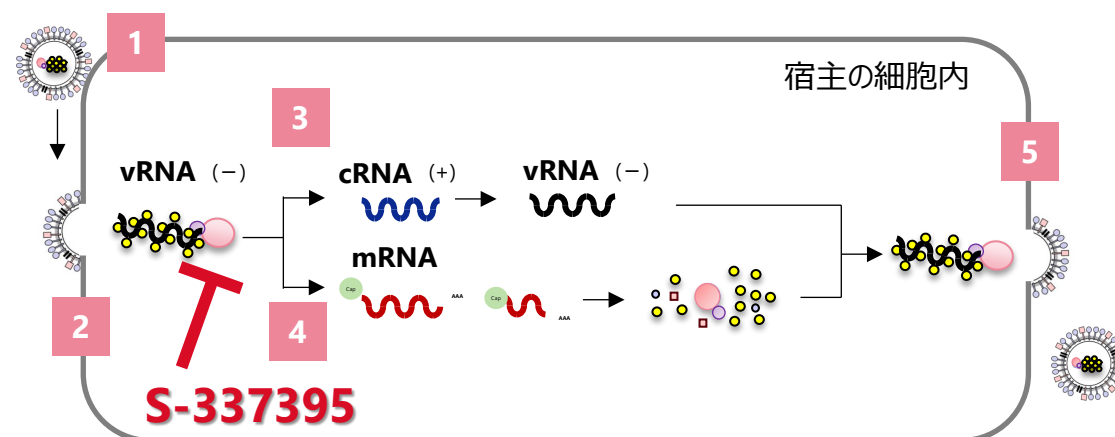 1
宿主の細胞内
3
5
vRNA (－)
cRNA (+)
vRNA (－)
mRNA
Cap
AAA
Cap
AAA
2
4
S-337395